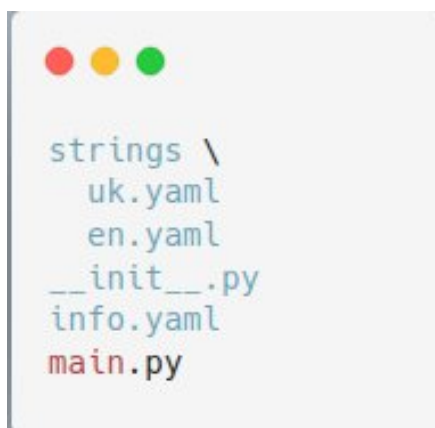 strings \
  uk.yaml
  en.yaml
__init__.py
info.yaml
main.py